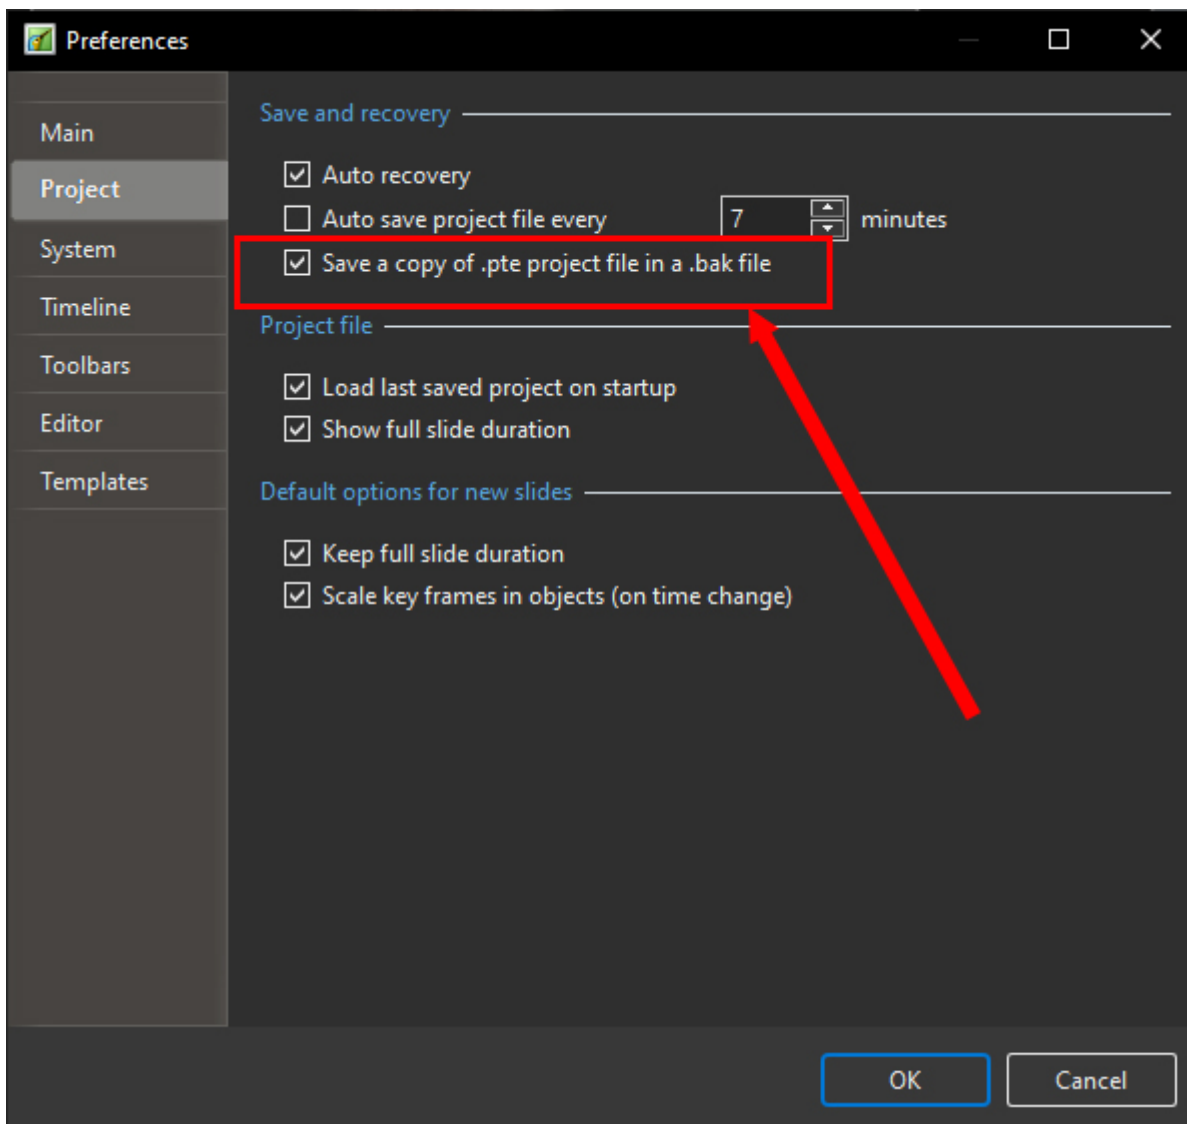 Preferences
Main
Project
System
Timeline
Toolbars
Editor
Templates
Save and recovery
Auto recovery
Auto save project file every 7 minutes
Save a copy of .pte project file in a .bak file
Project file
Load last saved project on startup
Show full slide duration
Default options for new slides
Keep full slide duration
Scale key frames in objects (on time change)
OK Cancel